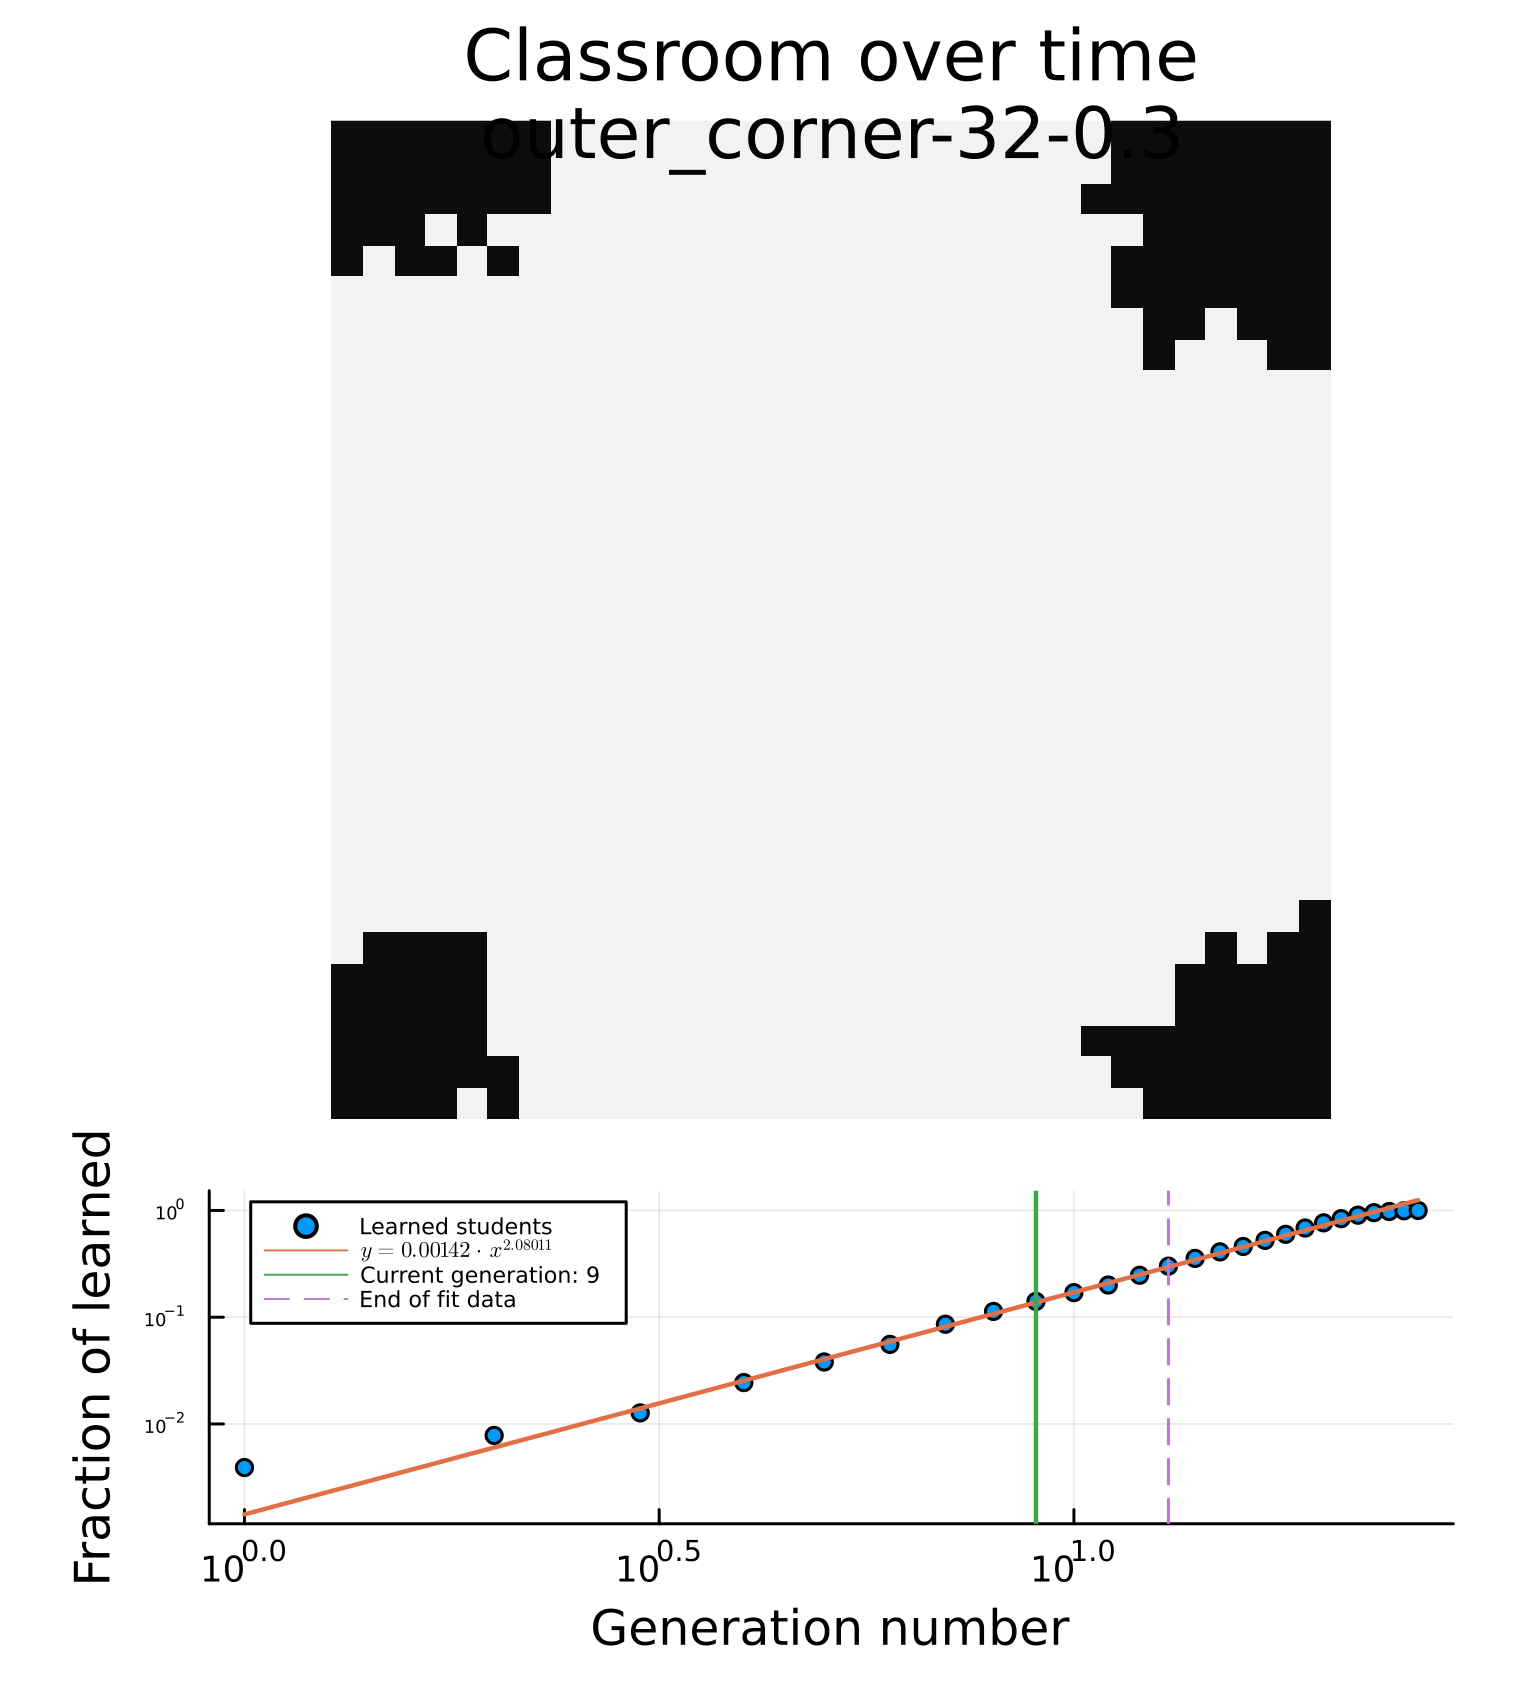 Classroom over time
outer_corner-32-0.3
Fraction of learned
10⁰
10⁻¹
10⁻²
Learned students
y = 0.00142 · x^2.08011
Current generation: 9
End of fit data
10^0.0
10^0.5
10^1.0
Generation number